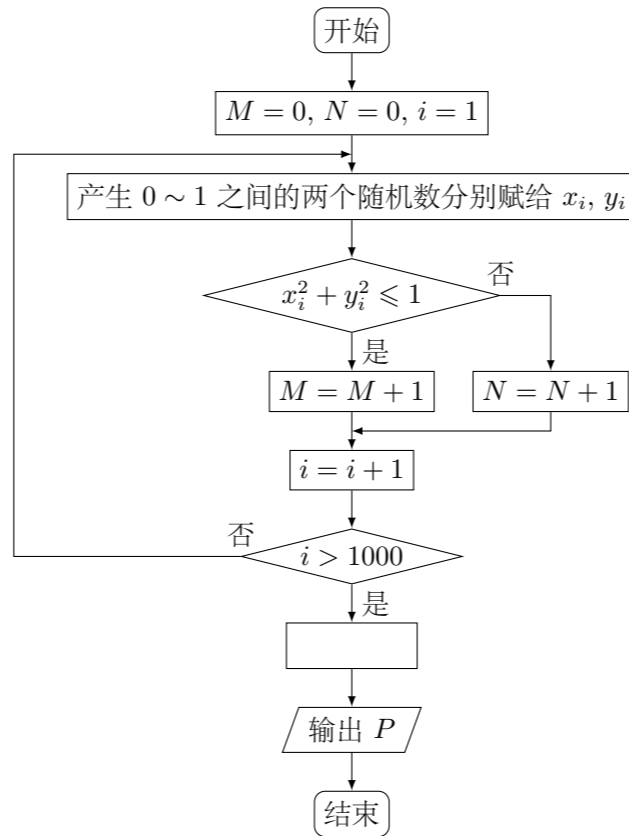 开始
M = 0, N = 0, i = 1
产生 0 ∼ 1 之间的两个随机数分别赋给 xᵢ, yᵢ
xᵢ² + yᵢ² ⩽ 1
否
是
M = M + 1
N = N + 1
i = i + 1
否
i > 1000
是
输出 P
结束